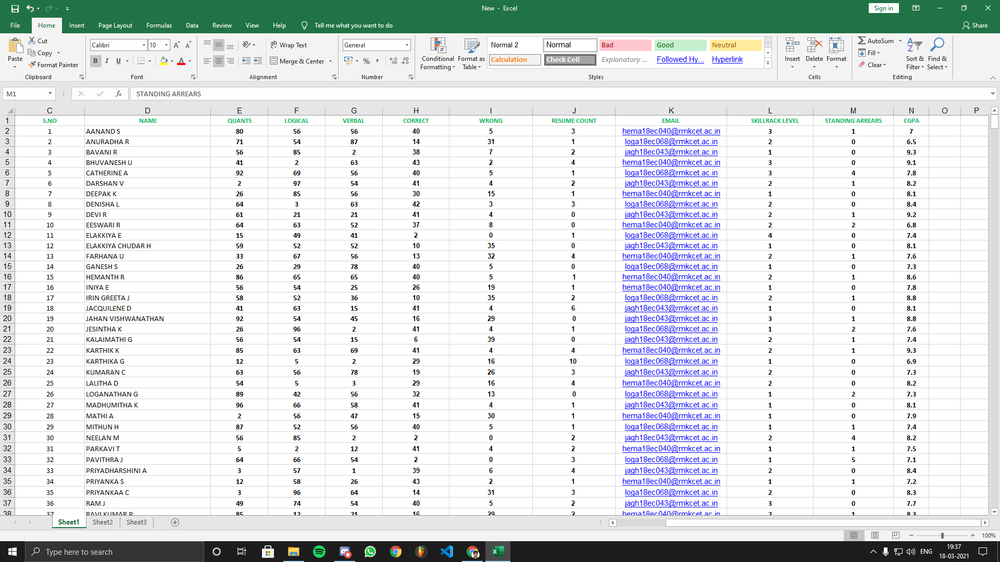 New - Excel
Sign in
File Home Insert Page Layout Formulas Data Review View Help Tell me what you want to do Share
Paste Cut Copy Format Painter Clipboard
Calibri 10 B I U Font
Wrap Text Merge & Center Alignment
General % Number
Conditional Formatting Format as Table
Normal 2 Normal Bad Good Neutral
Calculation Check Cell Explanatory ... Followed Hy... Hyperlink
Styles
Insert Delete Format Cells
AutoSum Fill Clear Sort & Filter Find & Select Editing
M1 fx STANDING ARREARS
C D E F G H I J K L M N O P
1 S.NO NAME QUANTS LOGICAL VERBAL CORRECT WRONG RESUME COUNT EMAIL SKILLRACK LEVEL STANDING ARREARS CGPA
2 1 AANAND S 80 56 56 40 5 3 hema18ec040@rmkcet.ac.in 3 1 7
3 2 ANURADHA R 71 54 87 14 31 1 loga18ec068@rmkcet.ac.in 2 0 6.5
4 3 BAVANI R 56 85 2 38 7 2 jagh18ec043@rmkcet.ac.in 1 0 9.3
5 4 BHUVANESH U 41 2 63 43 2 4 hema18ec040@rmkcet.ac.in 3 0 9.1
6 5 CATHERINE A 92 69 56 40 5 1 loga18ec068@rmkcet.ac.in 3 4 7.8
7 6 DARSHAN V 2 97 54 41 4 2 jagh18ec043@rmkcet.ac.in 2 1 8.2
8 7 DEEPAK K 26 85 56 30 15 1 hema18ec040@rmkcet.ac.in 1 0 8.1
9 8 DENISHA L 64 3 63 42 3 3 loga18ec068@rmkcet.ac.in 2 0 8.4
10 9 DEVI R 61 21 21 41 4 0 jagh18ec043@rmkcet.ac.in 2 1 9.2
11 10 EESWARI R 64 63 52 37 8 0 hema18ec040@rmkcet.ac.in 2 2 6.8
12 11 ELAKKIYA E 15 49 41 2 0 1 loga18ec068@rmkcet.ac.in 4 0 7.4
13 12 ELAKKIYA CHUDAR H 59 52 52 10 35 0 jagh18ec043@rmkcet.ac.in 1 0 8.1
14 13 FARHANA U 33 67 56 13 32 4 hema18ec040@rmkcet.ac.in 2 1 7.6
15 14 GANESH S 26 29 78 40 5 0 loga18ec068@rmkcet.ac.in 1 0 7.3
16 15 HEMANTH R 86 65 65 40 5 1 hema18ec040@rmkcet.ac.in 2 1 8.6
17 16 INIYA E 56 54 25 26 19 1 hema18ec040@rmkcet.ac.in 1 0 7.8
18 17 IRIN GREETA J 58 52 36 10 35 2 loga18ec068@rmkcet.ac.in 2 1 8.8
19 18 JACQUILENE D 41 63 15 41 4 6 jagh18ec043@rmkcet.ac.in 1 0 8.1
20 19 JAHAN VISHWANATHAN 92 54 45 16 29 0 jagh18ec043@rmkcet.ac.in 3 1 8.8
21 20 JESINTHA K 26 96 2 41 4 1 loga18ec068@rmkcet.ac.in 1 2 7.6
22 21 KALAIMATHI G 56 54 15 6 39 0 jagh18ec043@rmkcet.ac.in 2 1 7.4
23 22 KARTHIK K 85 63 69 41 4 4 hema18ec040@rmkcet.ac.in 2 1 9.3
24 23 KARTHIKA G 12 5 2 29 16 10 loga18ec068@rmkcet.ac.in 1 0 6.9
25 24 KUMARAN C 63 56 78 19 26 3 jagh18ec043@rmkcet.ac.in 2 0 7.3
26 25 LALITHA D 54 5 3 29 16 4 hema18ec040@rmkcet.ac.in 2 0 8.2
27 26 LOGANATHAN G 89 42 56 32 13 0 loga18ec068@rmkcet.ac.in 1 2 7.3
28 27 MADHUMITHA K 96 66 58 41 4 1 jagh18ec043@rmkcet.ac.in 1 0 8.1
29 28 MATHI A 2 56 47 15 30 1 hema18ec040@rmkcet.ac.in 1 0 7.9
30 29 MITHUN H 87 52 56 40 5 1 loga18ec068@rmkcet.ac.in 1 1 7.4
31 30 NEELAN M 56 85 2 2 0 2 jagh18ec043@rmkcet.ac.in 2 4 8.2
32 31 PARKAVI T 5 2 12 41 4 2 hema18ec040@rmkcet.ac.in 1 1 7.5
33 32 PAVITHRA J 64 66 54 2 0 3 loga18ec068@rmkcet.ac.in 1 5 7.1
34 33 PRIYADHARSHINI A 3 57 1 39 6 4 jagh18ec043@rmkcet.ac.in 2 0 8.4
35 34 PRIYANKA S 12 58 26 43 2 1 hema18ec040@rmkcet.ac.in 1 1 7.2
36 35 PRIYANKAA C 3 96 64 14 31 3 loga18ec068@rmkcet.ac.in 2 0 8.3
37 36 RAM J 49 74 54 40 5 2 jagh18ec043@rmkcet.ac.in 3 0 7.7
38 37 RAVI KUMAR P 85 12 21 16 29 2 hema18ec040@rmkcet.ac.in 2 1 8.3
Sheet1 Sheet2 Sheet3
100%
Type here to search
ENG
19:37
18-03-2021